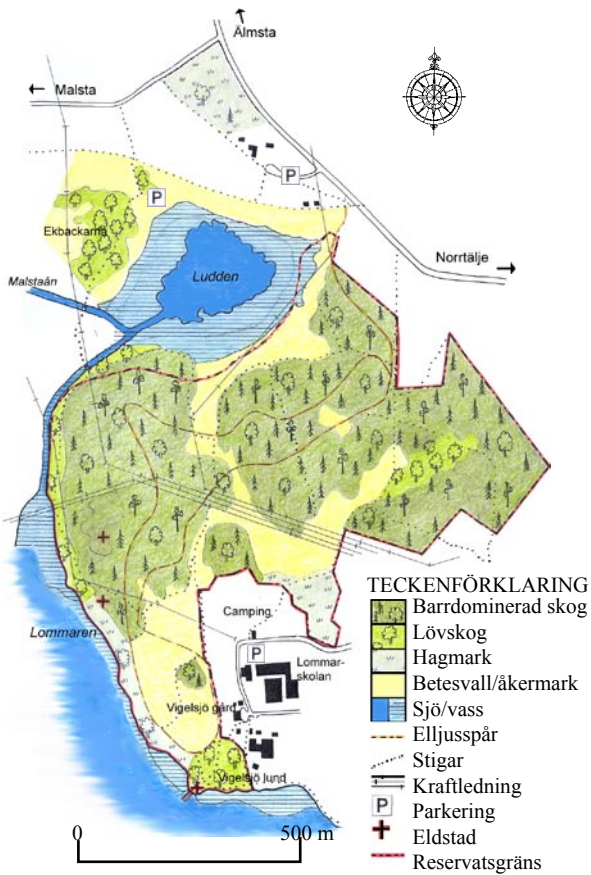 Älmsta
Malsta
P
P
Ekbackarna
Norrtälje
Ludden
Malstaån
TECKENFÖRKLARING
Barrdominerad skog
Camping
Lövskog
Lommaren
Hagmark
P
Lommar-
skolan
Betesvall/åkermark
Vigelsjö gård
Sjö/vass
Elljusspår
Stigar
Vigelsjö lund
Kraftledning
P
Parkering
0
500 m
Eldstad
Reservatsgräns